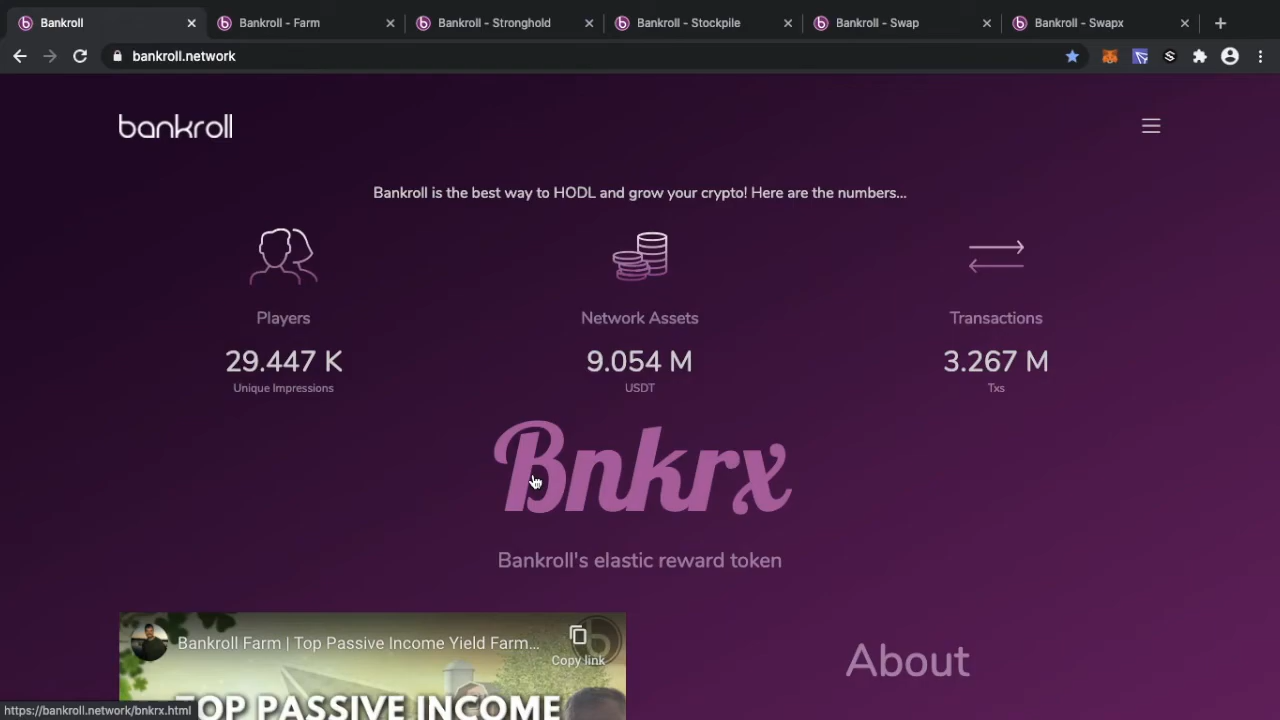 Bankroll
Bankroll - Farm
Bankroll - Stronghold
Bankroll - Stockpile
Bankroll - Swap
Bankroll - Swapx
bankroll.network
bankroll
Bankroll is the best way to HODL and grow your crypto! Here are the numbers...
Players
Network Assets
Transactions
29.447 K
9.054 M
3.267 M
Unique Impressions
USDT
Txs
Bnkrx
Bankroll's elastic reward token
Bankroll Farm | Top Passive Income Yield Farm...
Copy link
About
TOP PASSIVE INCOME
https://bankroll.network/bnkrx.html